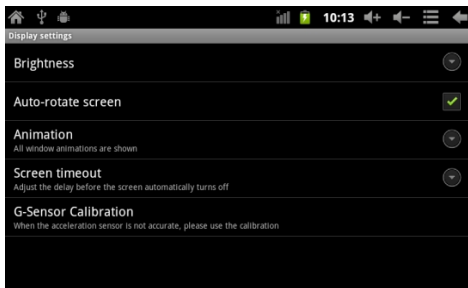 10:13
Display settings
Brightness
Auto-rotate screen
Animation
All window animations are shown
Screen timeout
Adjust the delay before the screen automatically turns off
G-Sensor Calibration
When the acceleration sensor is not accurate, please use the calibration